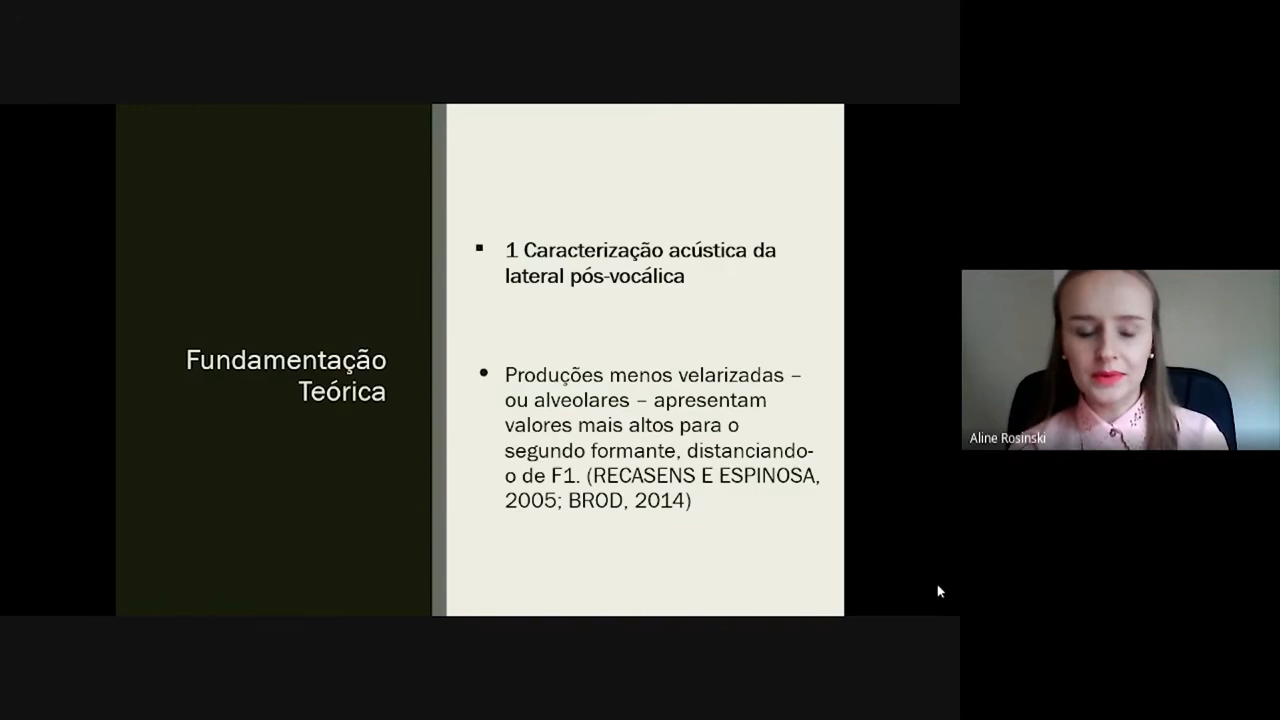 Fundamentação
Teórica
1 Caracterização acústica da
lateral pós-vocálica
Produções menos velarizadas –
ou alveolares – apresentam
valores mais altos para o
segundo formante, distanciando-
o de F1. (RECASENS E ESPINOSA,
2005; BROD, 2014)
Aline Rosinski